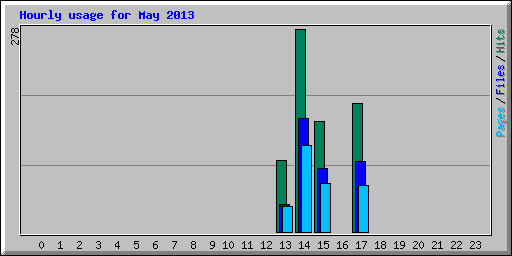 Hourly usage for May 2013
278
Pages/Files/Hits
0 1 2 3 4 5 6 7 8 9 10 11 12 13 14 15 16 17 18 19 20 21 22 23